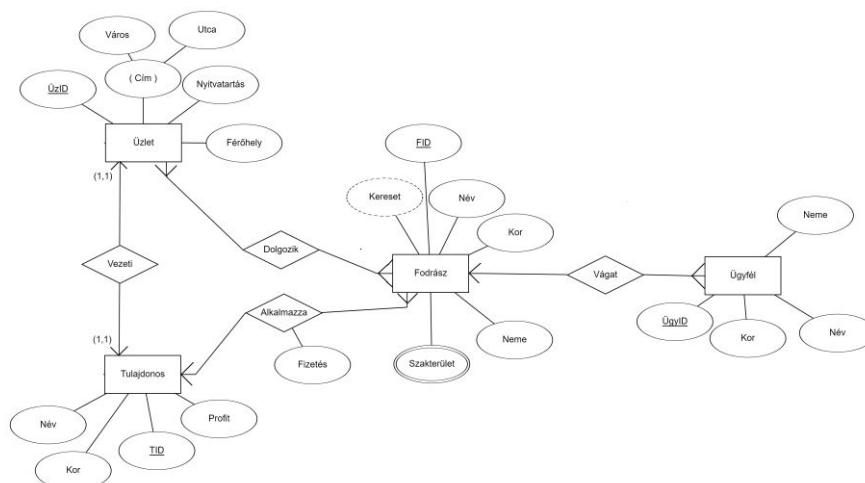 Város
Utca
( Cím )
ÜzID
Nyitvatartás
Üzlet
Férőhely
FID
(1,1)
Kereset
Név
Neme
Kor
Dolgozik
Vezeti
Fodrász
Vágat
Ügyfél
Alkalmazza
ÜgyID
Kor
Név
(1,1)
Neme
Fizetés
Szakterület
Tulajdonos
Név
Profit
TID
Kor